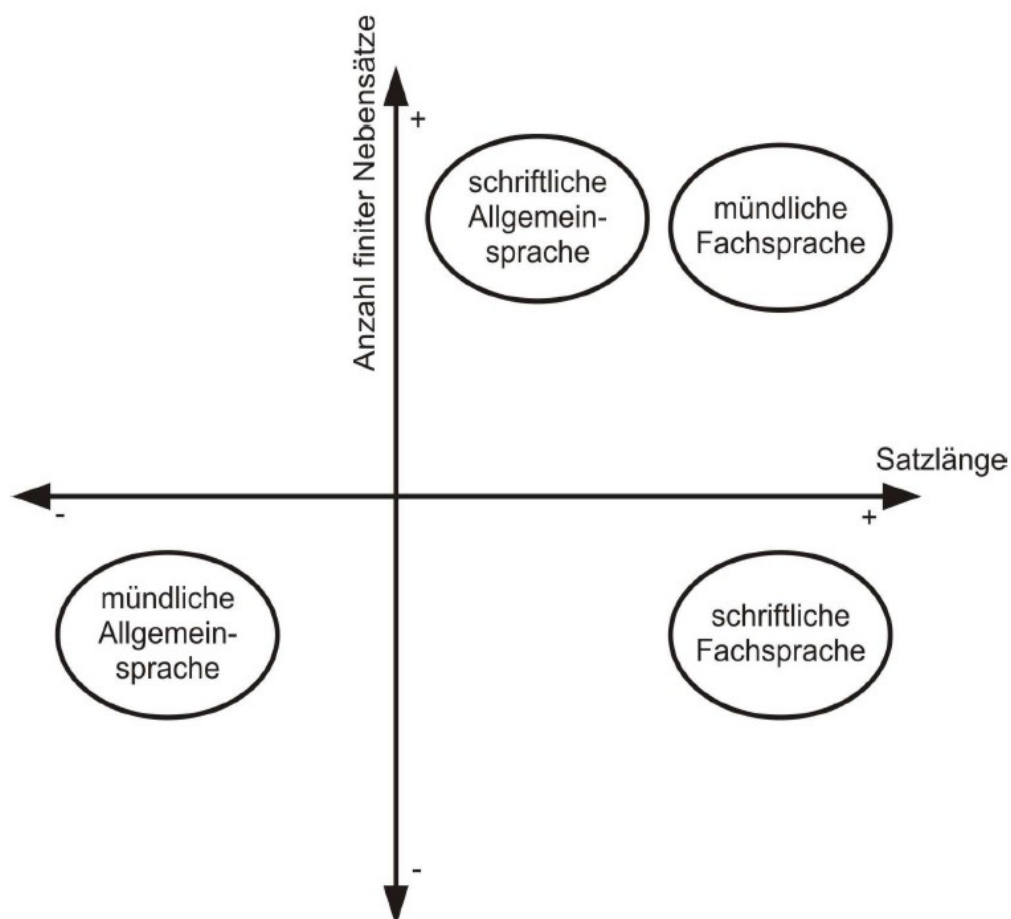 Anzahl finiter Nebensätze
+
schriftliche
Allgemein-
sprache
mündliche
Fachsprache
Satzlänge
-
+
mündliche
Allgemein-
sprache
schriftliche
Fachsprache
-